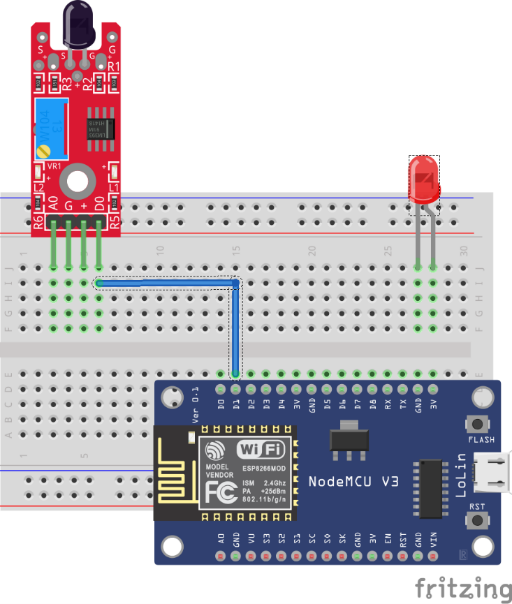 S G
+ +
R1
R3 R2
+
W104
VR1
+ +
A0 G + D0
R6 R5
1 5 10 15 20 25 30
J J
I I
H H
G G
F F
E
D
C
B
A
1 5
Ver 0.1
D0 D1 D2 D3 D4 3V GND D5 D6 D7 D8 RX TX GND 3V
FLASH
WiFi
MODEL ESP8266MOD
VENDOR
ISM 2.4Ghz
PA +25dBm
802.11b/g/n
FC
NodeMCU V3
LoLin
RST
A0 GND VU S3 S2 S1 SC S0 SK GND 3V EN RST GND VIN
fritzing